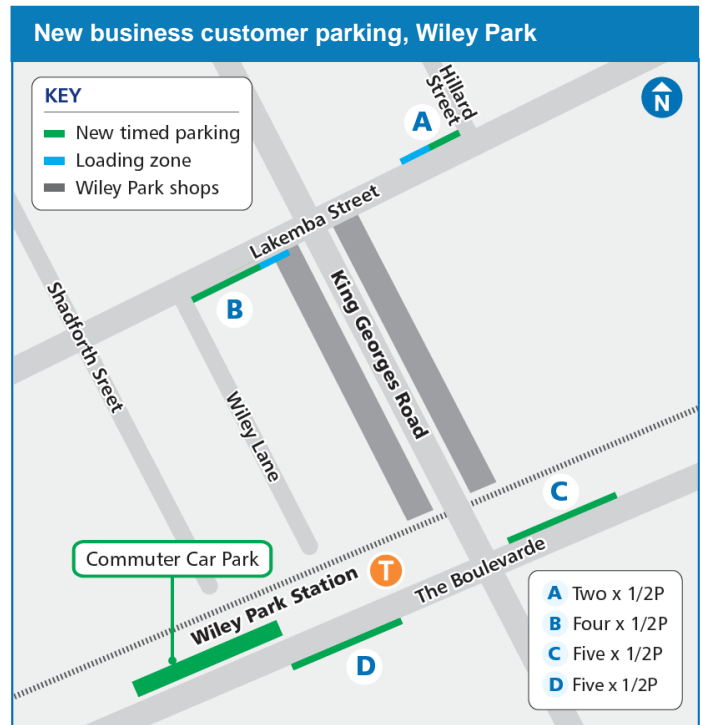 New business customer parking, Wiley Park
KEY
New timed parking
Loading zone
Wiley Park shops
Hillard
Street
N
A
Lakemba Street
B
King Georges Road
Shadforth Sreet
Wiley Lane
C
Commuter Car Park
T
Wiley Park Station
The Boulevarde
D
A Two x 1/2P
B Four x 1/2P
C Five x 1/2P
D Five x 1/2P